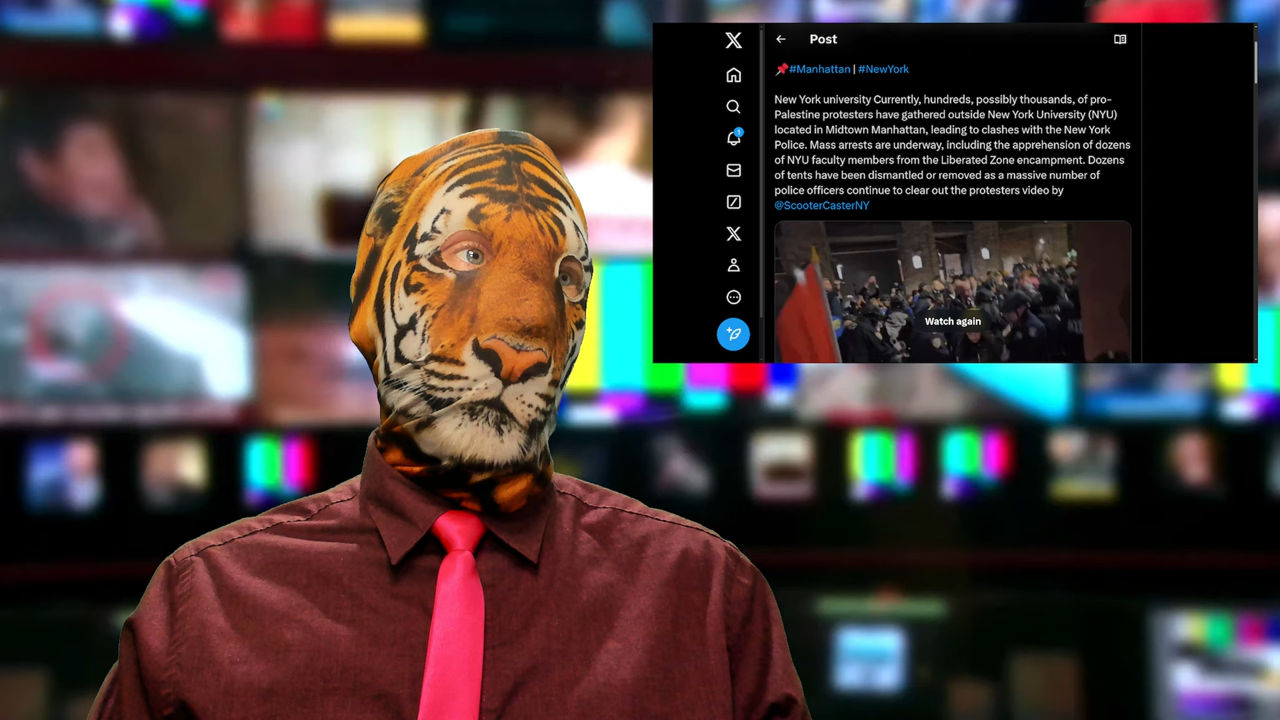 Post
#Manhattan | #NewYork
New York university Currently, hundreds, possibly thousands, of pro-
Palestine protesters have gathered outside New York University (NYU)
located in Midtown Manhattan, leading to clashes with the New York
Police. Mass arrests are underway, including the apprehension of dozens
of NYU faculty members from the Liberated Zone encampment. Dozens
of tents have been dismantled or removed as a massive number of
police officers continue to clear out the protesters video by
@ScooterCasterNY
Watch again
1